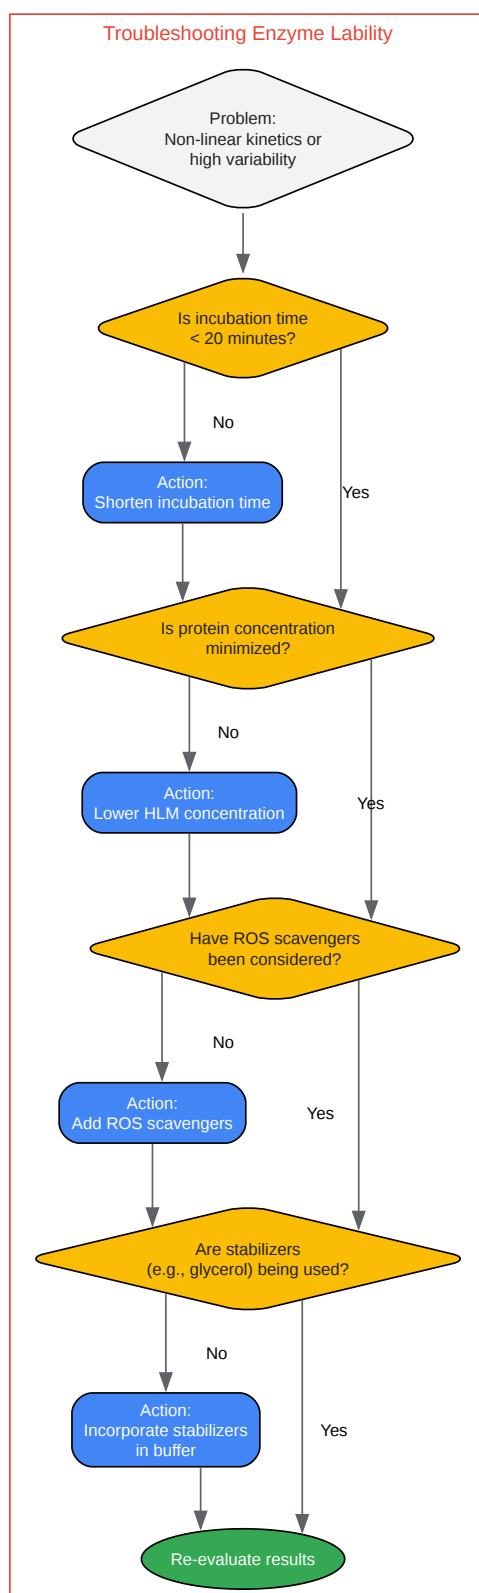 Troubleshooting Enzyme Lability
Problem:
Non-linear kinetics or
high variability
Is incubation time
< 20 minutes?
No
Action:
Shorten incubation time
Yes
Is protein concentration
minimized?
No
Action:
Lower HLM concentration
Yes
Have ROS scavengers
been considered?
No
Action:
Add ROS scavengers
Yes
Are stabilizers
(e.g., glycerol) being used?
No
Action:
Incorporate stabilizers
in buffer
Yes
Re-evaluate results